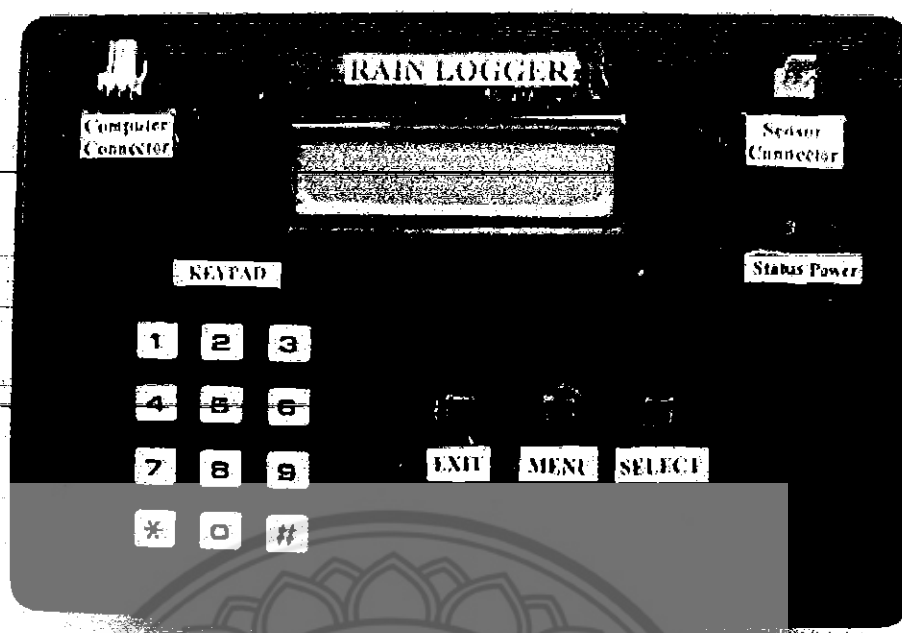 RAIN LOGGER
Computer
Connector
Sensor
Connector
Status Power
KEYPAD
1 2 3
4 5 6
7 8 9
* 0 #
EXIT MENU SELECT